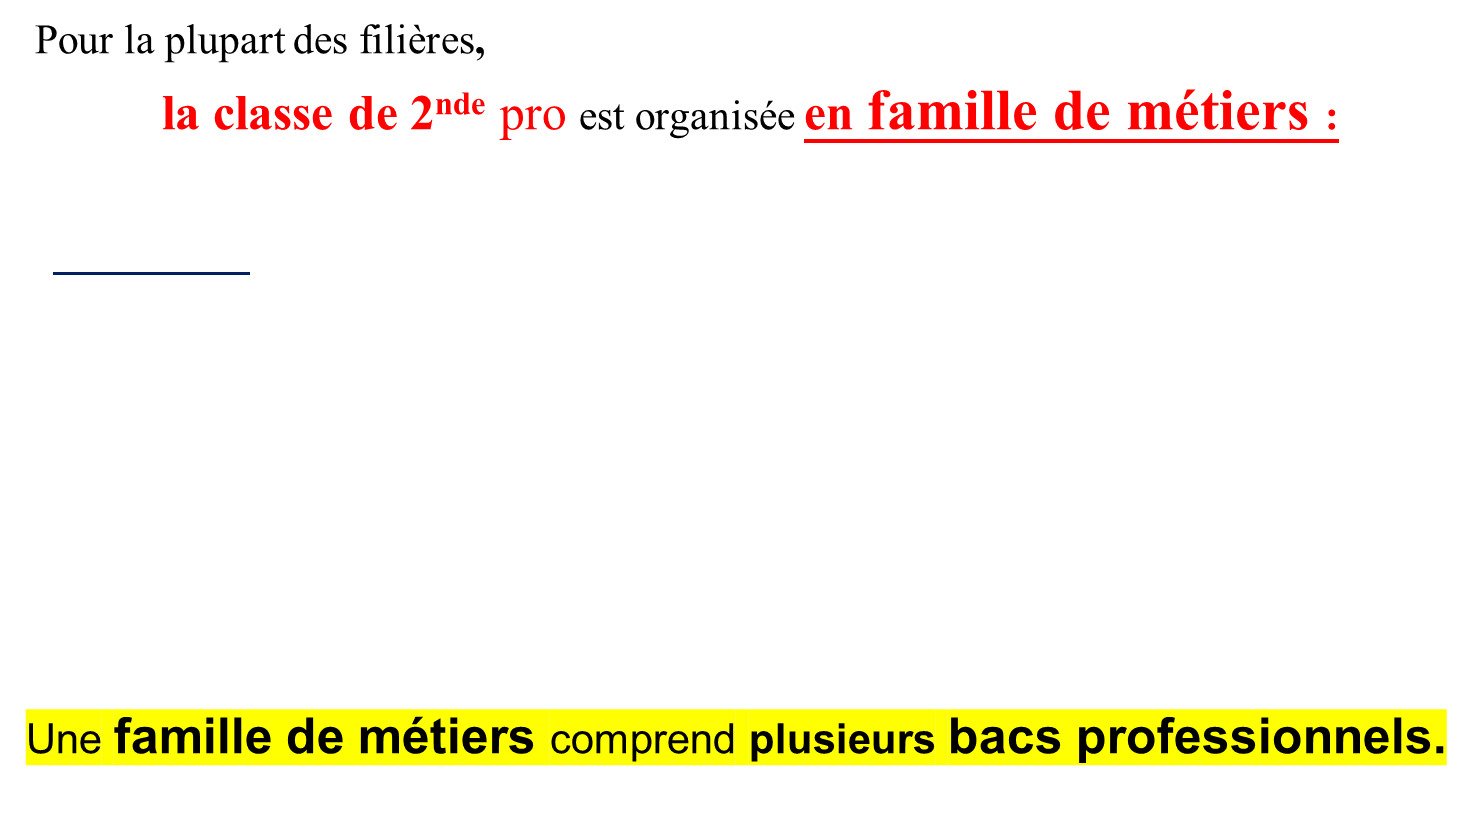 Pour la plupart des filières,
la classe de 2nde pro est organisée en famille de métiers :
Une famille de métiers comprend plusieurs bacs professionnels.